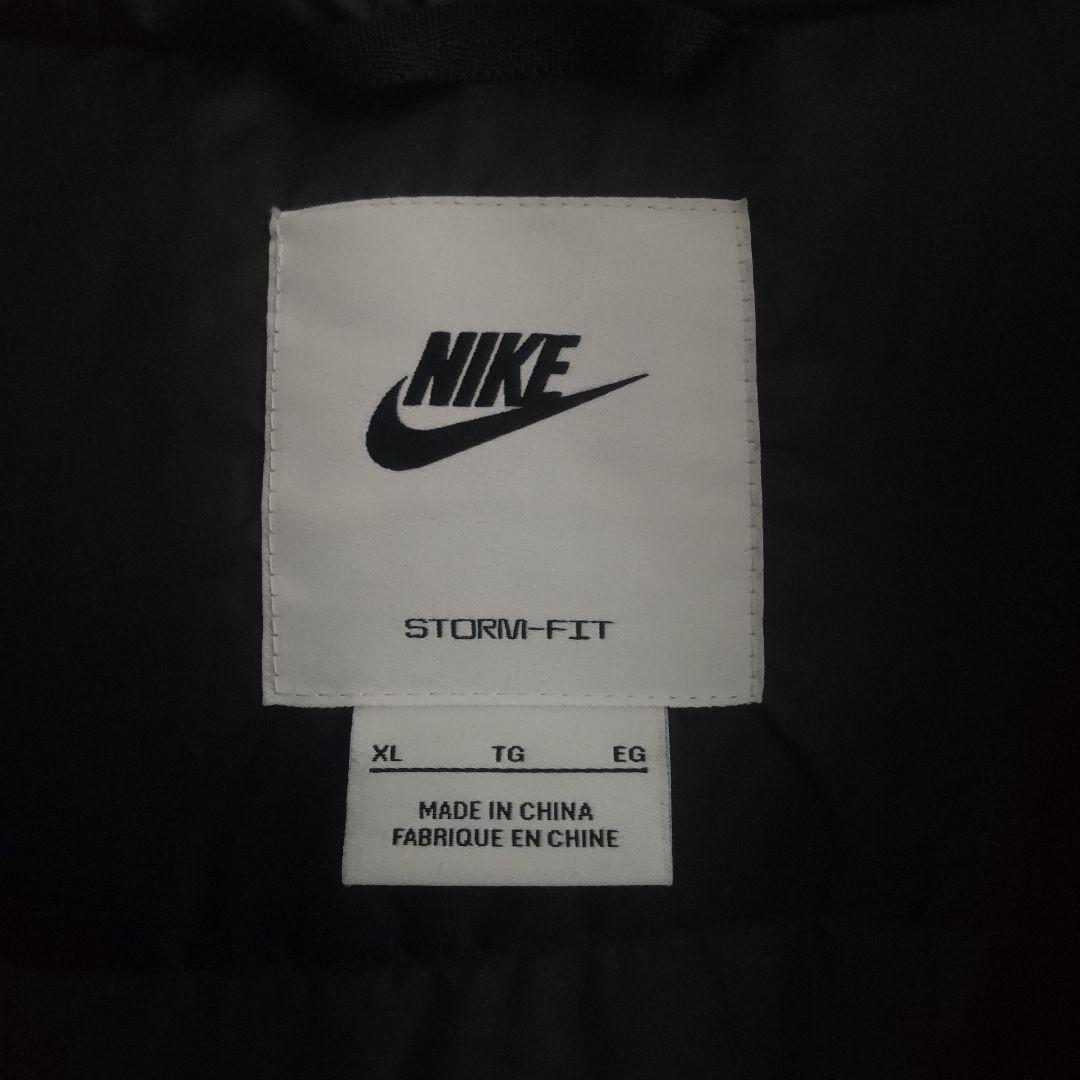 NIKE
STORM-FIT
XL TG EG
MADE IN CHINA
FABRIQUE EN CHINE